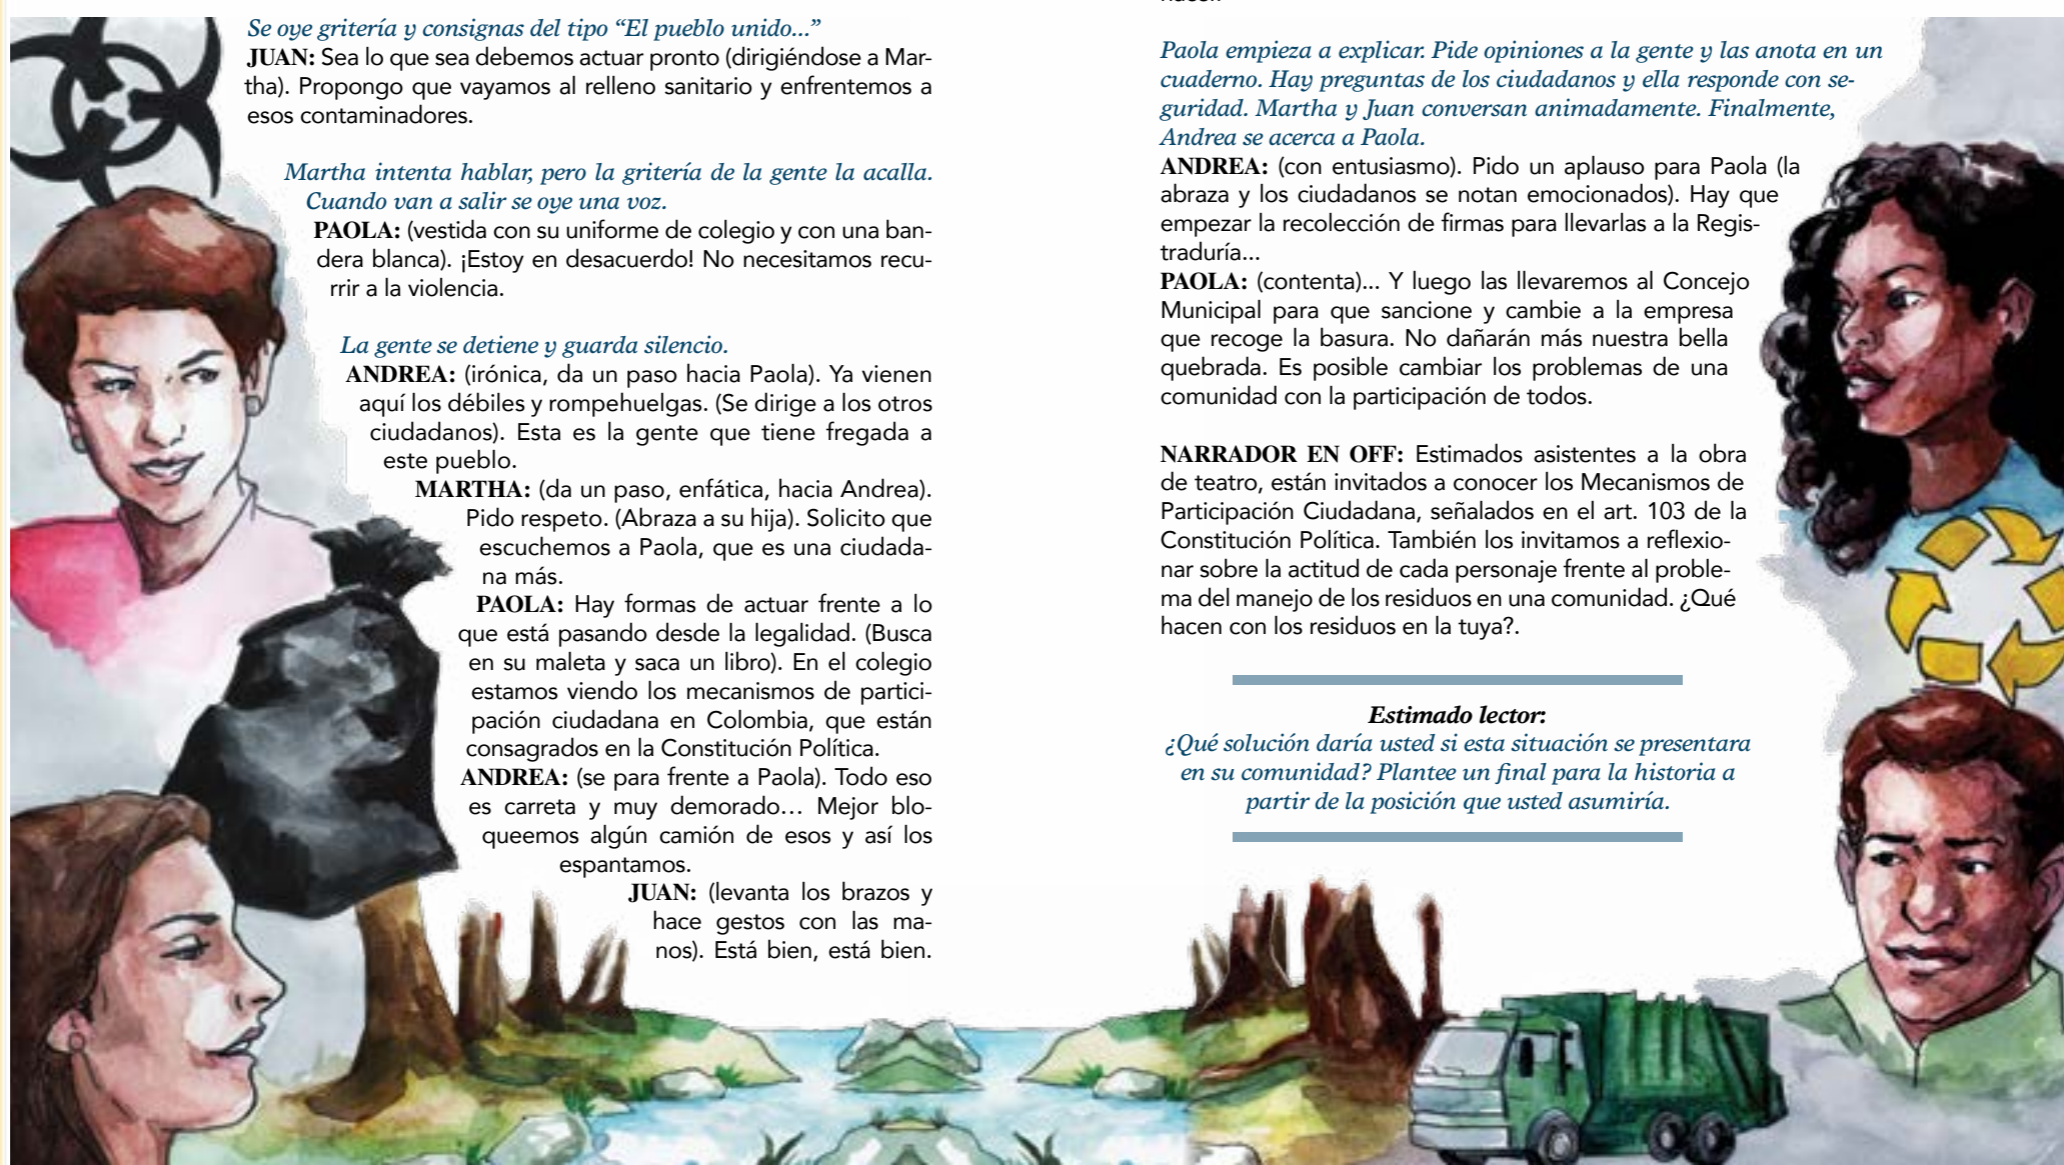 Se oye gritería y consignas del tipo “El pueblo unido...”
JUAN: Sea lo que sea debemos actuar pronto (dirigiéndose a Mar-
tha). Propongo que vayamos al relleno sanitario y enfrentemos a
esos contaminadores.
Martha intenta hablar, pero la gritería de la gente la acalla.
Cuando van a salir se oye una voz.
PAOLA: (vestida con su uniforme de colegio y con una ban-
dera blanca). ¡Estoy en desacuerdo! No necesitamos recu-
rrir a la violencia.
La gente se detiene y guarda silencio.
ANDREA: (irónica, da un paso hacia Paola). Ya vienen
aquí los débiles y rompehuelgas. (Se dirige a los otros
ciudadanos). Esta es la gente que tiene fregada a
este pueblo.
MARTHA: (da un paso, enfática, hacia Andrea).
Pido respeto. (Abraza a su hija). Solicito que
escuchemos a Paola, que es una ciudada-
na más.
PAOLA: Hay formas de actuar frente a lo
que está pasando desde la legalidad. (Busca
en su maleta y saca un libro). En el colegio
estamos viendo los mecanismos de partici-
pación ciudadana en Colombia, que están
consagrados en la Constitución Política.
ANDREA: (se para frente a Paola). Todo eso
es carreta y muy demorado… Mejor blo-
queemos algún camión de esos y así los
espantamos.
JUAN: (levanta los brazos y
hace gestos con las ma-
nos). Está bien, está bien.
Paola empieza a explicar. Pide opiniones a la gente y las anota en un
cuaderno. Hay preguntas de los ciudadanos y ella responde con se-
guridad. Martha y Juan conversan animadamente. Finalmente,
Andrea se acerca a Paola.
ANDREA: (con entusiasmo). Pido un aplauso para Paola (la
abraza y los ciudadanos se notan emocionados). Hay que
empezar la recolección de firmas para llevarlas a la Regis-
traduría...
PAOLA: (contenta)... Y luego las llevaremos al Concejo
Municipal para que sancione y cambie a la empresa
que recoge la basura. No dañarán más nuestra bella
quebrada. Es posible cambiar los problemas de una
comunidad con la participación de todos.
NARRADOR EN OFF: Estimados asistentes a la obra
de teatro, están invitados a conocer los Mecanismos de
Participación Ciudadana, señalados en el art. 103 de la
Constitución Política. También los invitamos a reflexio-
nar sobre la actitud de cada personaje frente al proble-
ma del manejo de los residuos en una comunidad. ¿Qué
hacen con los residuos en la tuya?.
Estimado lector:
¿Qué solución daría usted si esta situación se presentara
en su comunidad? Plantee un final para la historia a
partir de la posición que usted asumiría.